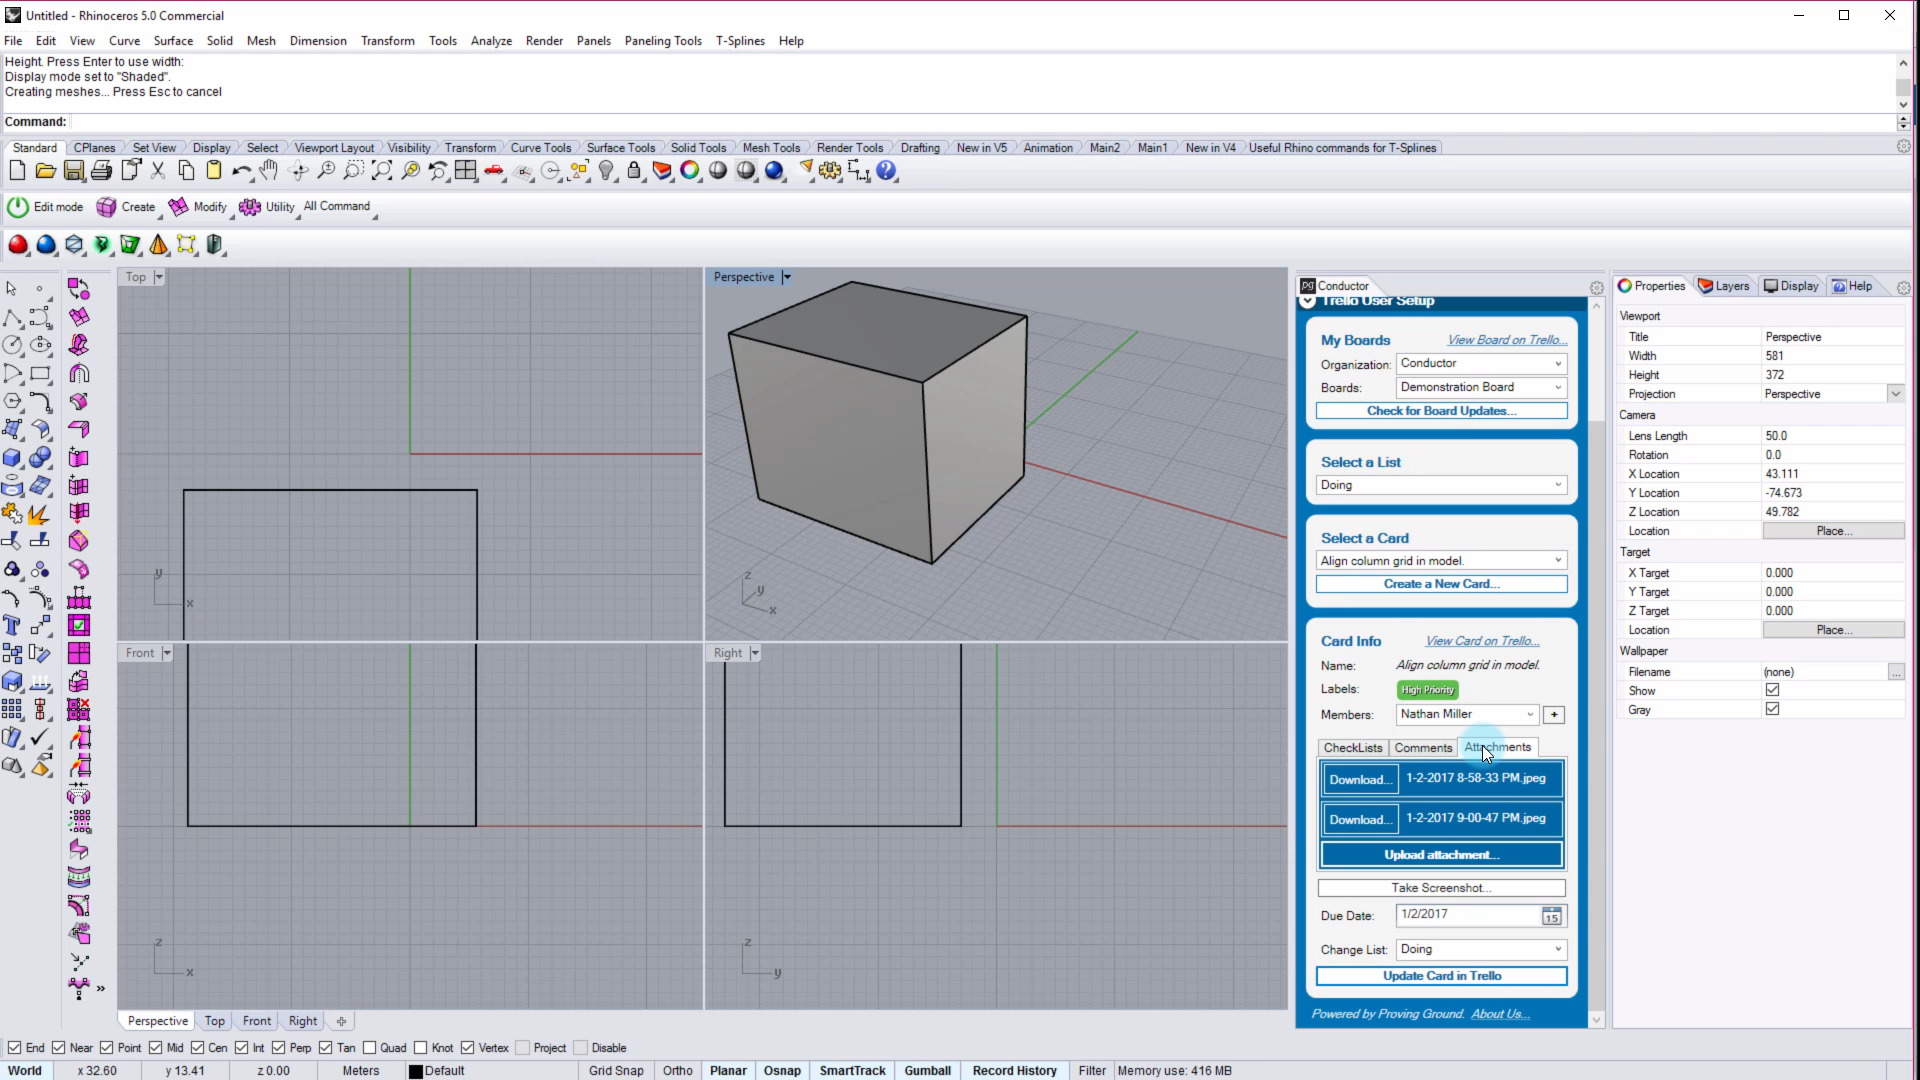 Untitled - Rhinoceros 5.0 Commercial
File Edit View Curve Surface Solid Mesh Dimension Transform Tools Analyze Render Panels Paneling Tools T-Splines Help
Height. Press Enter to use width:
Display mode set to "Shaded".
Creating meshes... Press Esc to cancel
Command:
Standard CPlanes Set View Display Select Viewport Layout Visibility Transform Curve Tools Surface Tools Solid Tools Mesh Tools Render Tools Drafting New in V5 Animation Main2 Main1 New in V4 Useful Rhino commands for T-Splines
Edit mode Create Modify Utility All Command
Top
y
x
Perspective
z
y
x
Front
z
x
Right
z
y
pg Conductor
Trello User Setup
My Boards View Board on Trello...
Organization: Conductor
Boards: Demonstration Board
Check for Board Updates...
Select a List
Doing
Select a Card
Align column grid in model.
Create a New Card...
Card Info View Card on Trello...
Name: Align column grid in model.
Labels: High Priority
Members: Nathan Miller +
CheckLists Comments Attachments
Download... 1-2-2017 8-58-33 PM.jpeg
Download... 1-2-2017 9-00-47 PM.jpeg
Upload attachment...
Take Screenshot...
Due Date: 1/2/2017 15
Change List: Doing
Update Card in Trello
Powered by Proving Ground. About Us...
Properties Layers Display Help
Viewport
Title Perspective
Width 581
Height 372
Projection Perspective
Camera
Lens Length 50.0
Rotation 0.0
X Location 43.111
Y Location -74.673
Z Location 49.782
Location Place...
Target
X Target 0.000
Y Target 0.000
Z Target 0.000
Location Place...
Wallpaper
Filename (none) ...
Show
Gray
Perspective Top Front Right
End Near Point Mid Cen Int Perp Tan Quad Knot Vertex Project Disable
World x 32.60 y 13.41 z 0.00 Meters Default Grid Snap Ortho Planar Osnap SmartTrack Gumball Record History Filter Memory use: 416 MB